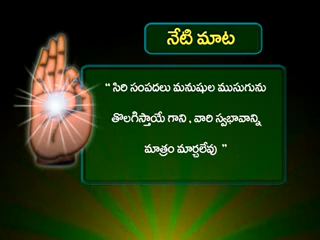 నేటి మాట
“ సిరి సంపదలు మనుషుల ముసుగును
తొలగిస్తాయే గాని , వారి స్వభావాన్ని
మాత్రం మార్చలేవు ”